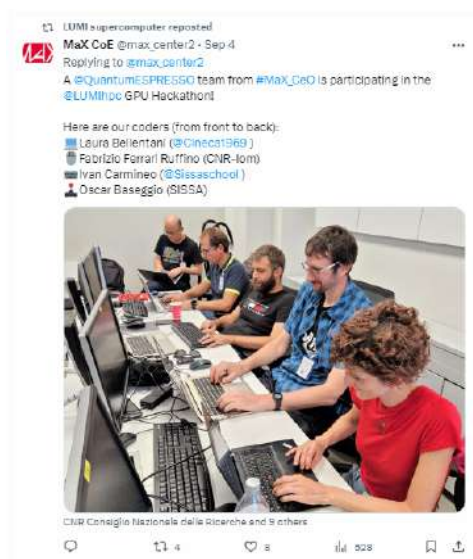 LUMI supercomputer reposted
MaX CoE @max_center2 · Sep 4
Replying to @max_center2
A @QuantumESPRESSO team from #MaX_CeO is participating in the
@LUMIhpc GPU Hackathon!
Here are our coders (from front to back):
Laura Bellentani (@Cineca1969 )
Fabrizio Ferrari Ruffino (CNR-Iom)
Ivan Carnimeo (@Sissaschool )
Oscar Baseggio (SISSA)
CNR Consiglio Nazionale delle Ricerche and 9 others
4 8 528